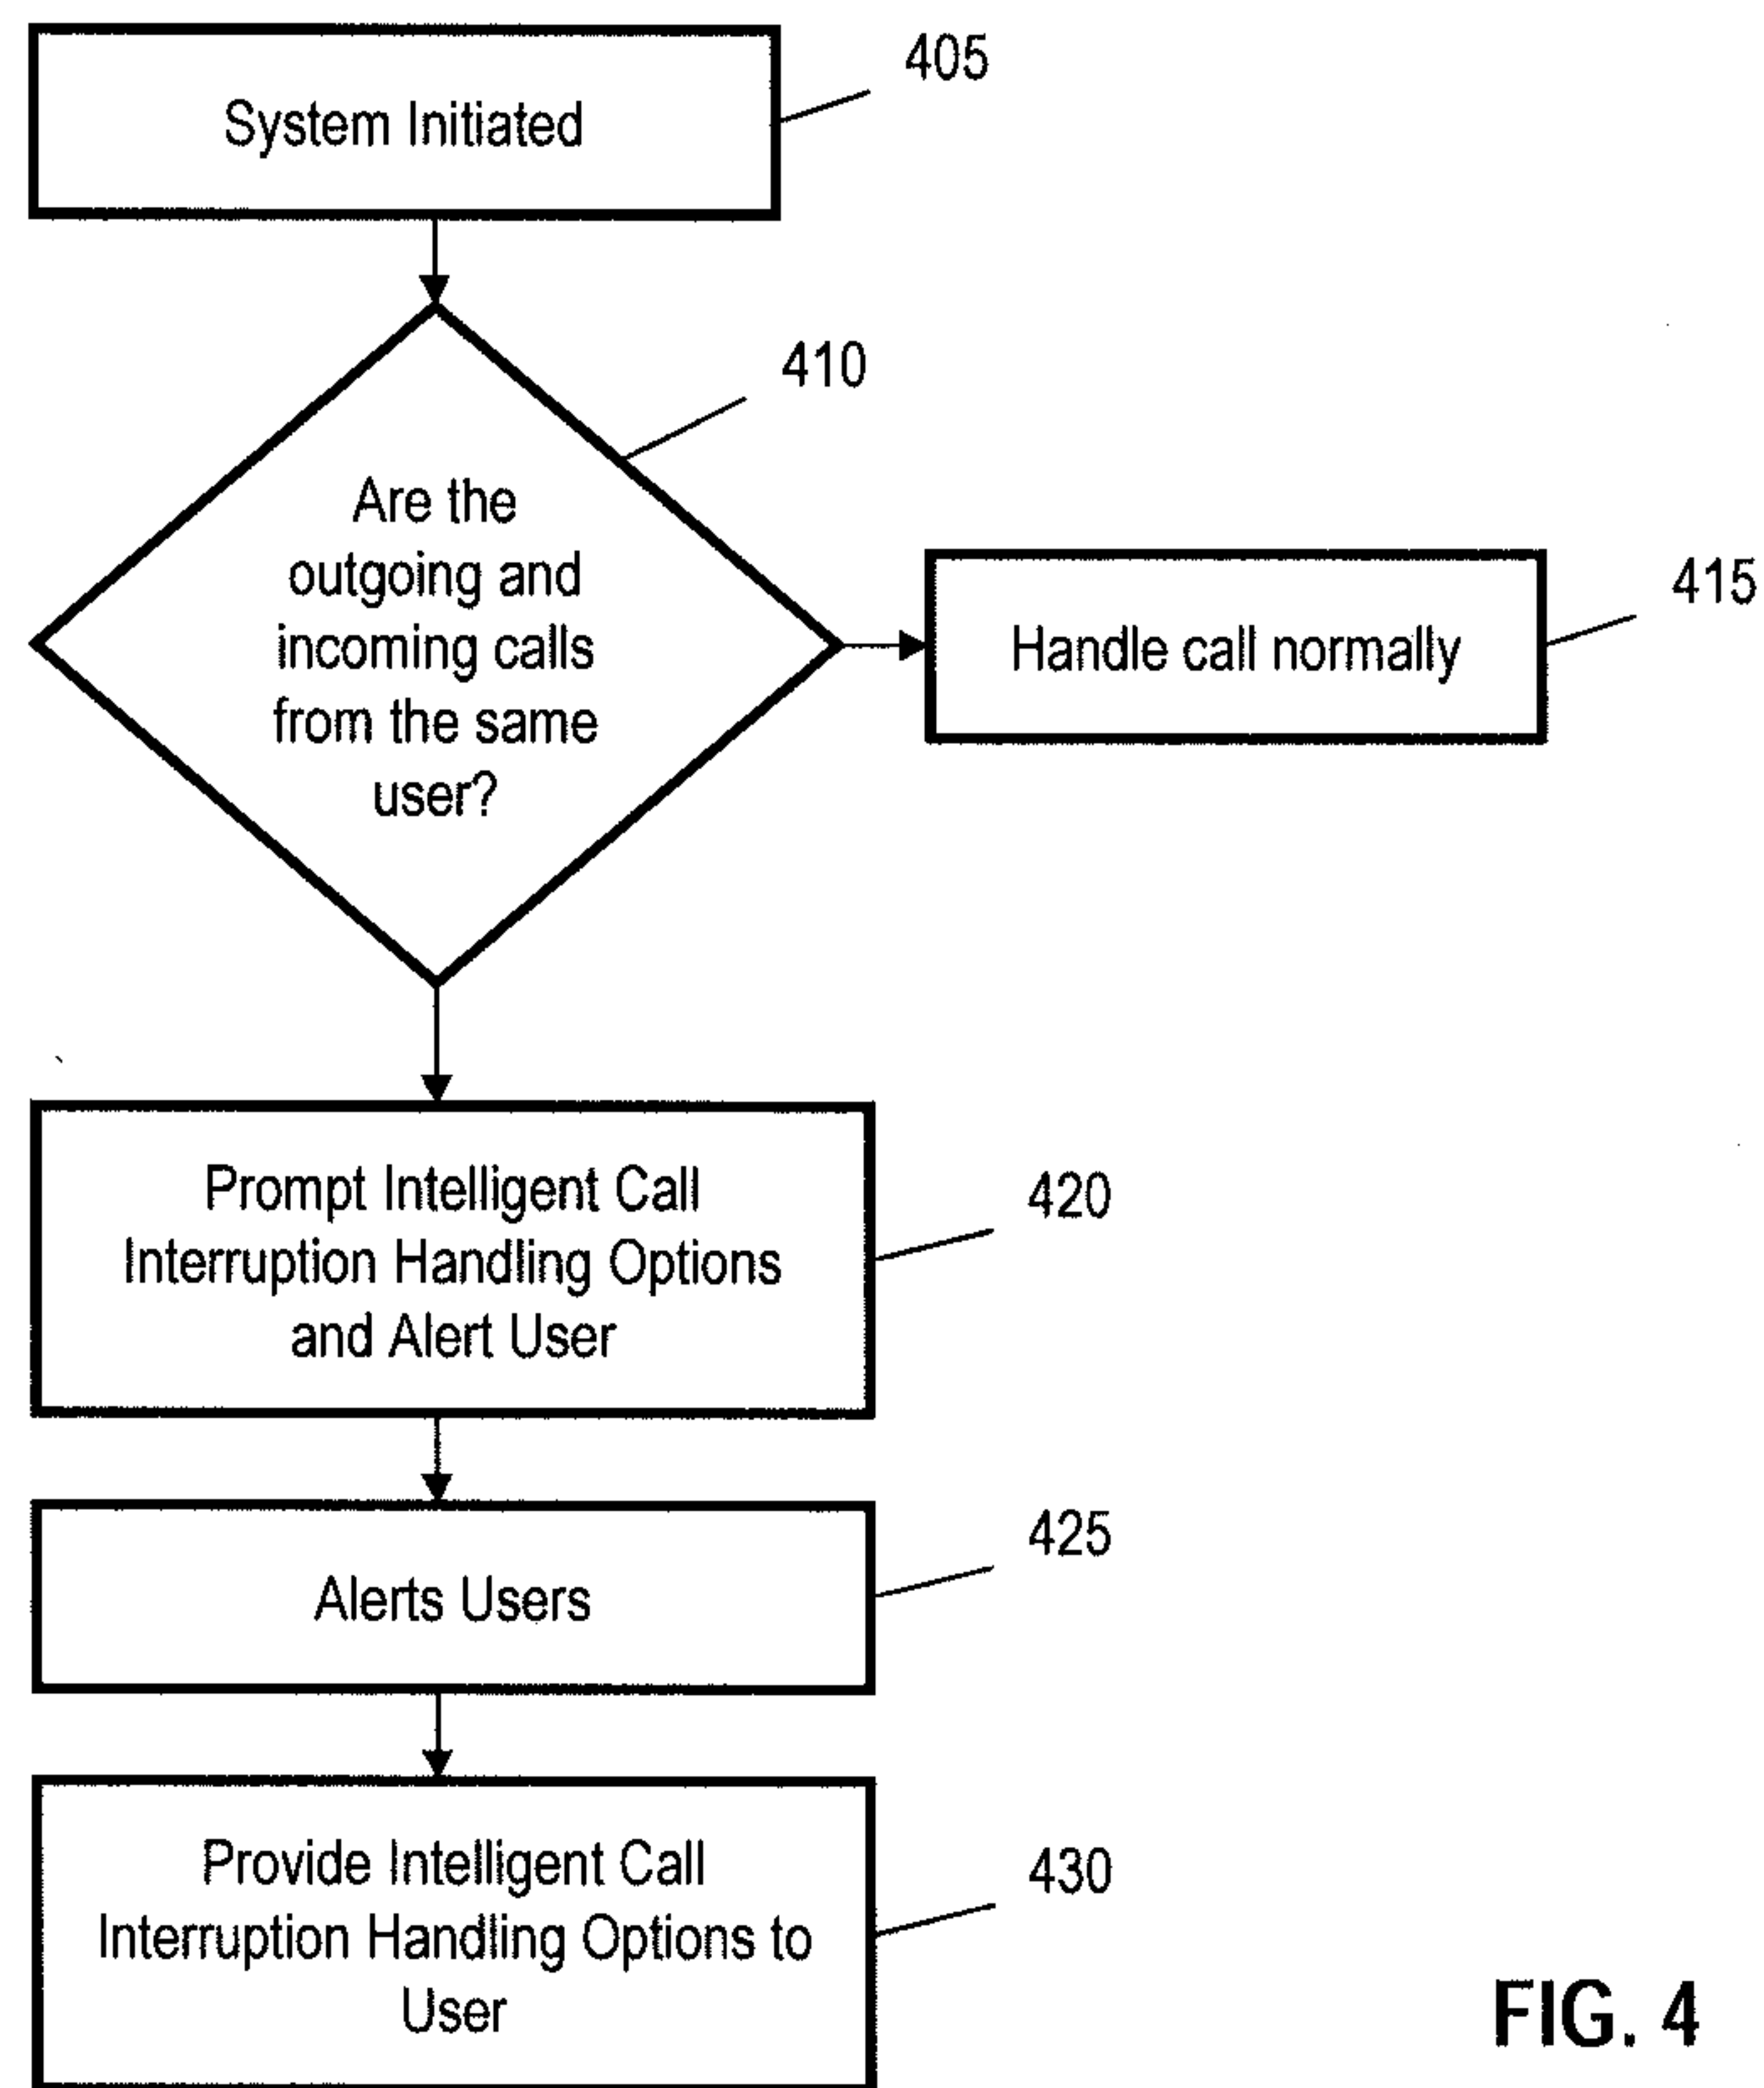 405
System Initiated
410
Are the
outgoing and
incoming calls
from the same
user?
415
Handle call normally
420
Prompt Intelligent Call
Interruption Handling Options
and Alert User
425
Alerts Users
430
Provide Intelligent Call
Interruption Handling Options to
User
FIG. 4